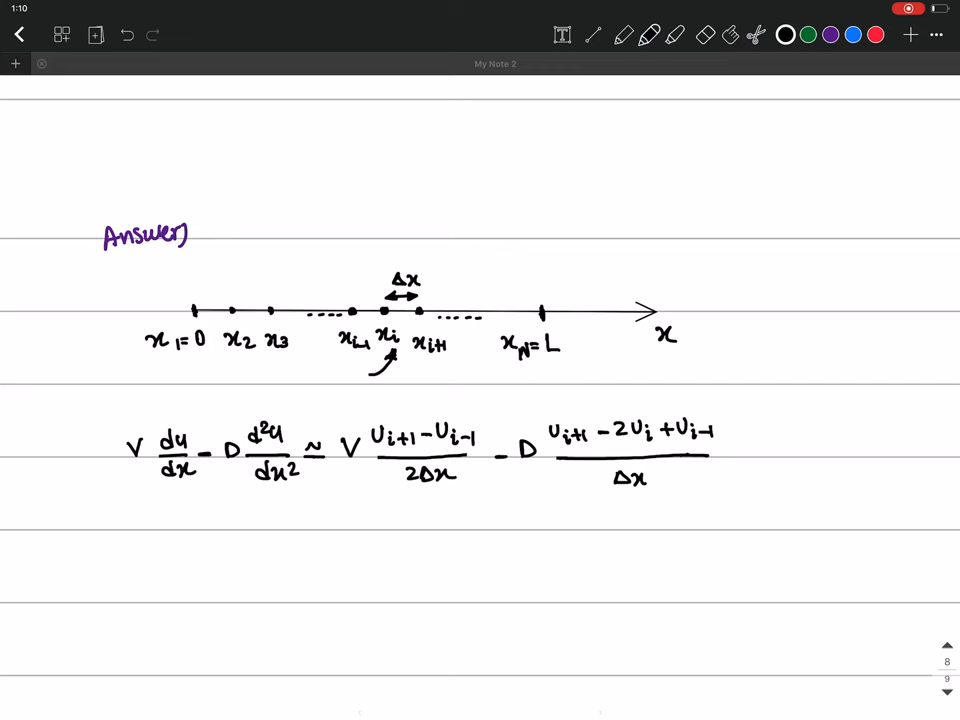 1:10
My Note 2
Answer)
Δx
x₁=0 x₂ x₃ ..... xᵢ₋₁ xᵢ xᵢ₊₁ ..... x_N=L x
V du/dx - D d²u/dx² ≃ V (Uᵢ₊₁ - Uᵢ₋₁)/(2Δx) - D (Uᵢ₊₁ - 2Uᵢ + Uᵢ₋₁)/(Δx)
8
9